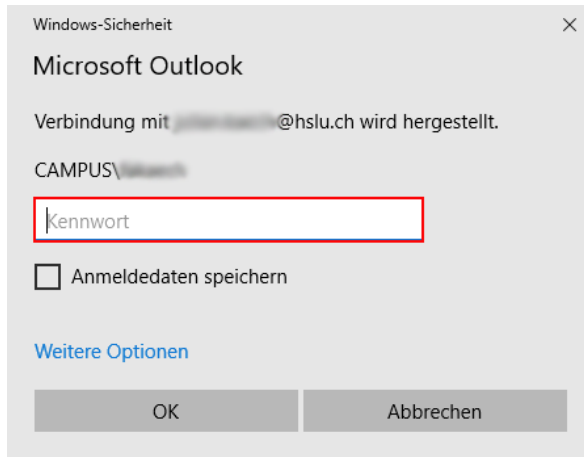 Windows-Sicherheit
Microsoft Outlook
Verbindung mit @hslu.ch wird hergestellt.
CAMPUS\
Kennwort
Anmeldedaten speichern
Weitere Optionen
OK
Abbrechen